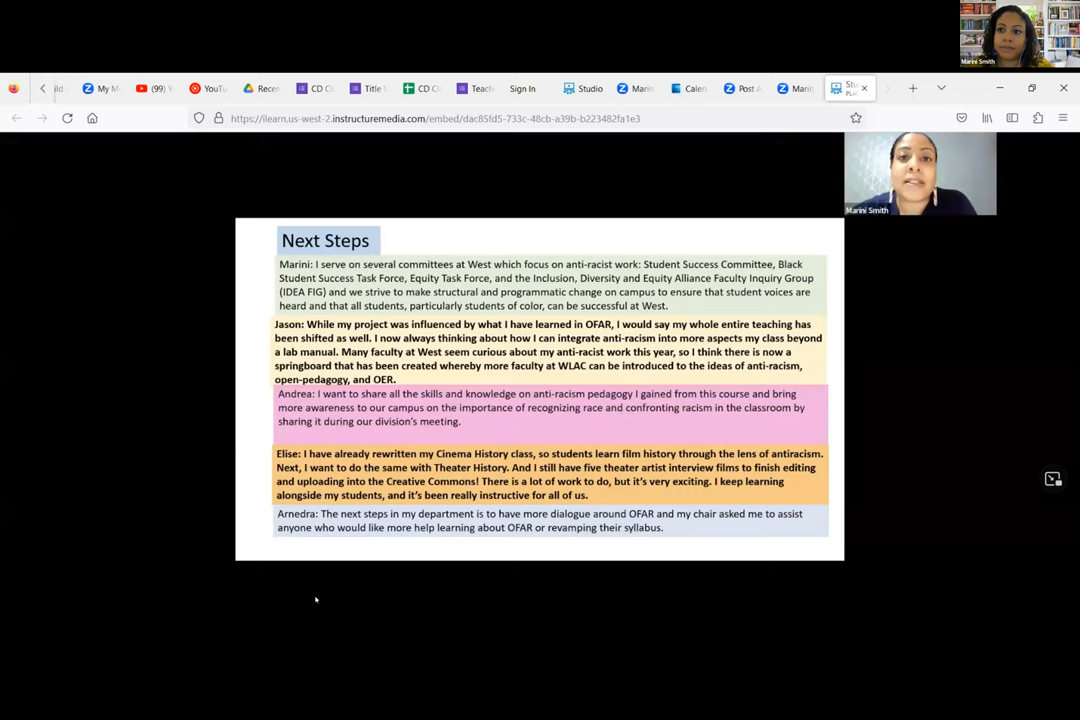 Marini Smith
My M
(99)
YouTu
Recen
CD Cl
Title
CD Cl
Teach
Sign In
Studio
Marin
Calen
Post A
Marin
Stu
https://ilearn.us-west-2.instructuremedia.com/embed/dac85fd5-733c-48cb-a39b-b223482fa1e3
Marini Smith
Next Steps
Marini: I serve on several committees at West which focus on anti-racist work: Student Success Committee, Black
Student Success Task Force, Equity Task Force, and the Inclusion, Diversity and Equity Alliance Faculty Inquiry Group
(IDEA FIG) and we strive to make structural and programmatic change on campus to ensure that student voices are
heard and that all students, particularly students of color, can be successful at West.
Jason: While my project was influenced by what I have learned in OFAR, I would say my whole entire teaching has
been shifted as well. I now always thinking about how I can integrate anti-racism into more aspects my class beyond
a lab manual. Many faculty at West seem curious about my anti-racist work this year, so I think there is now a
springboard that has been created whereby more faculty at WLAC can be introduced to the ideas of anti-racism,
open-pedagogy, and OER.
Andrea: I want to share all the skills and knowledge on anti-racism pedagogy I gained from this course and bring
more awareness to our campus on the importance of recognizing race and confronting racism in the classroom by
sharing it during our division's meeting.
Elise: I have already rewritten my Cinema History class, so students learn film history through the lens of antiracism.
Next, I want to do the same with Theater History. And I still have five theater artist interview films to finish editing
and uploading into the Creative Commons! There is a lot of work to do, but it's very exciting. I keep learning
alongside my students, and it's been really instructive for all of us.
Arnedra: The next steps in my department is to have more dialogue around OFAR and my chair asked me to assist
anyone who would like more help learning about OFAR or revamping their syllabus.